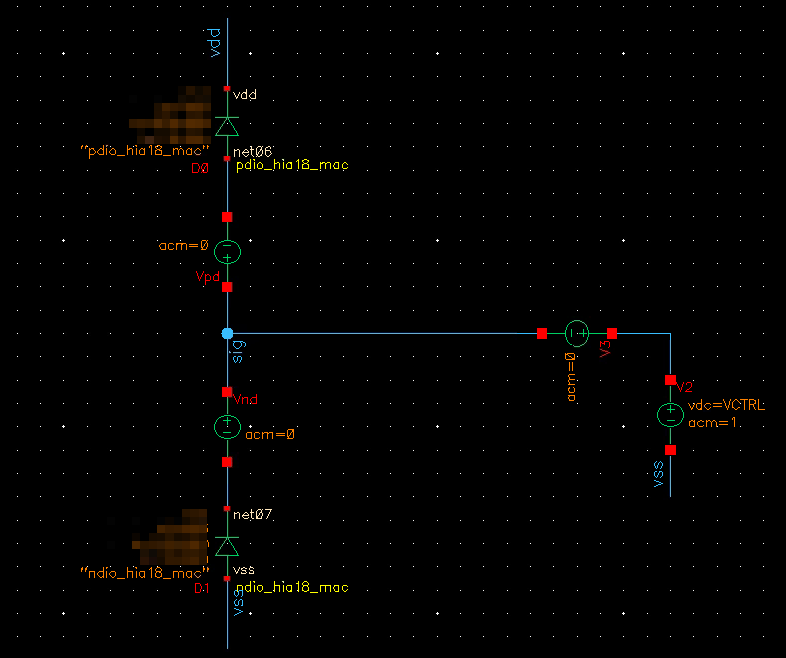 vdd
vdd
"pdio_hia18_mac"
net06
pdio_hia18_mac
D0
acm=0
Vpd
sig
acm=0
V3
V2
vdc=VCTRL
acm=1
Vnd
acm=0
vss
net07
vss
"ndio_hia18_mac"
D1
ndio_hia18_mac
vss